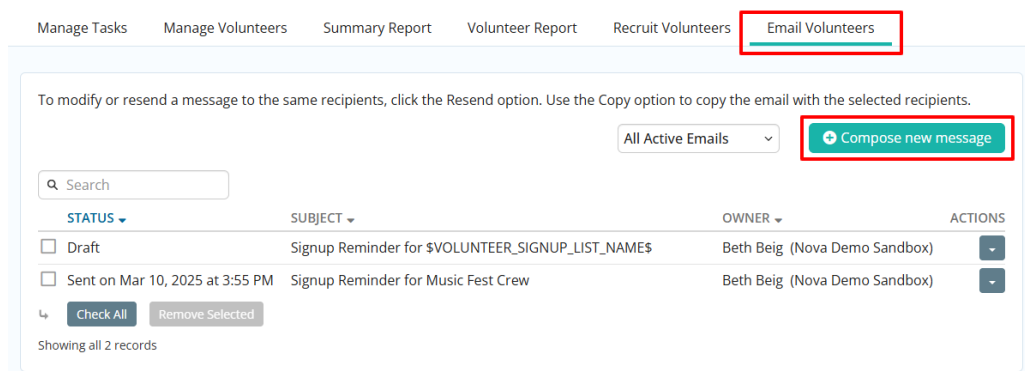 Manage Tasks Manage Volunteers Summary Report Volunteer Report Recruit Volunteers Email Volunteers
To modify or resend a message to the same recipients, click the Resend option. Use the Copy option to copy the email with the selected recipients.
All Active Emails Compose new message
Search
STATUS SUBJECT OWNER ACTIONS
Draft Signup Reminder for $VOLUNTEER_SIGNUP_LIST_NAME$ Beth Beig (Nova Demo Sandbox)
Sent on Mar 10, 2025 at 3:55 PM Signup Reminder for Music Fest Crew Beth Beig (Nova Demo Sandbox)
Check All Remove Selected
Showing all 2 records